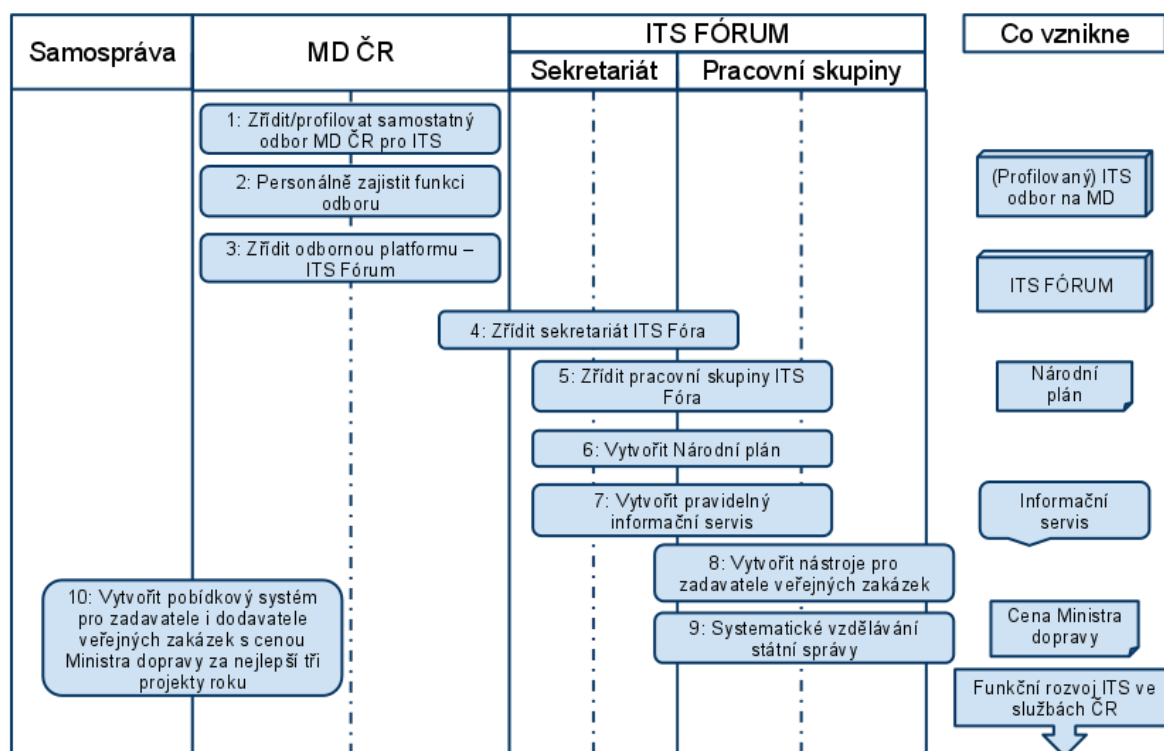 Samospráva
MD ČR
ITS FÓRUM
Sekretariát
Pracovní skupiny
Co vznikne
1: Zřídit/profilovat samostatný
odbor MD ČR pro ITS
2: Personálně zajistit funkci
odboru
3: Zřídit odbornou platformu –
ITS Fórum
4: Zřídit sekretariát ITS Fóra
5: Zřídit pracovní skupiny ITS
Fóra
6: Vytvořit Národní plán
7: Vytvořit pravidelný
informační servis
8: Vytvořit nástroje pro
zadavatele veřejných zakázek
9: Systematické vzdělávání
státní správy
10: Vytvořit pobídkový systém
pro zadavatele i dodavatele
veřejných zakázek s cenou
Ministra dopravy za nejlepší tři
projekty roku
(Profilovaný) ITS
odbor na MD
ITS FÓRUM
Národní
plán
Informační
servis
Cena Ministra
dopravy
Funkční rozvoj ITS ve
službách ČR